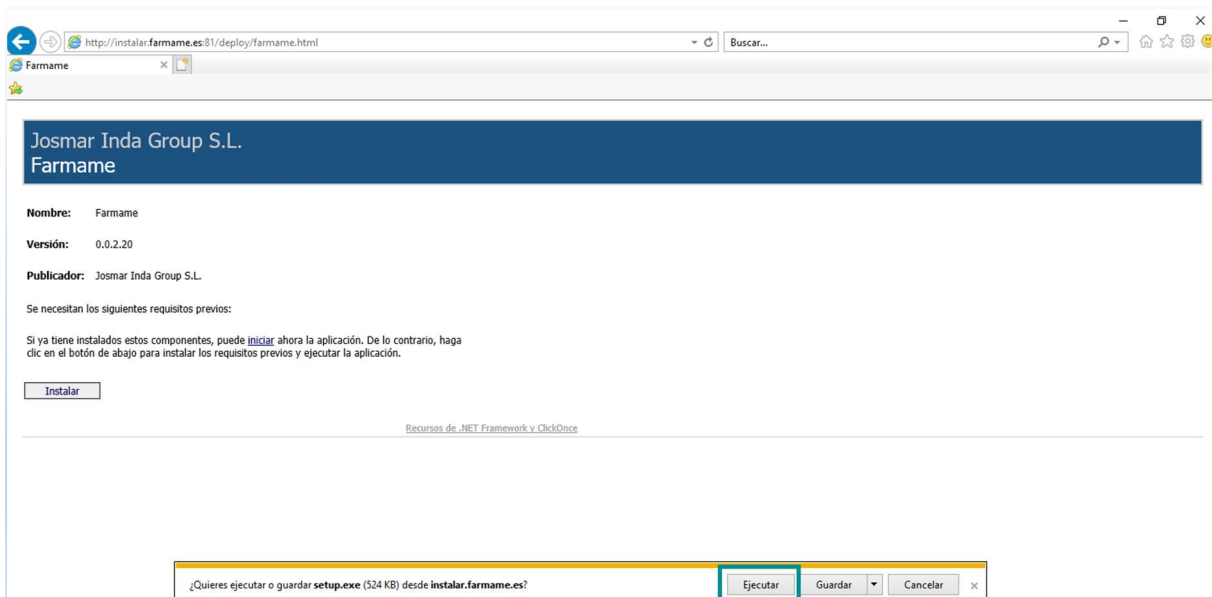 http://instalar.farmame.es:81/deploy/farmame.html
Buscar...
Farmame
Josmar Inda Group S.L.
Farmame
Nombre: Farmame
Versión: 0.0.2.20
Publicador: Josmar Inda Group S.L.
Se necesitan los siguientes requisitos previos:
Si ya tiene instalados estos componentes, puede iniciar ahora la aplicación. De lo contrario, haga
clic en el botón de abajo para instalar los requisitos previos y ejecutar la aplicación.
Instalar
Recursos de .NET Framework y ClickOnce
¿Quieres ejecutar o guardar setup.exe (524 KB) desde instalar.farmame.es? Ejecutar Guardar Cancelar